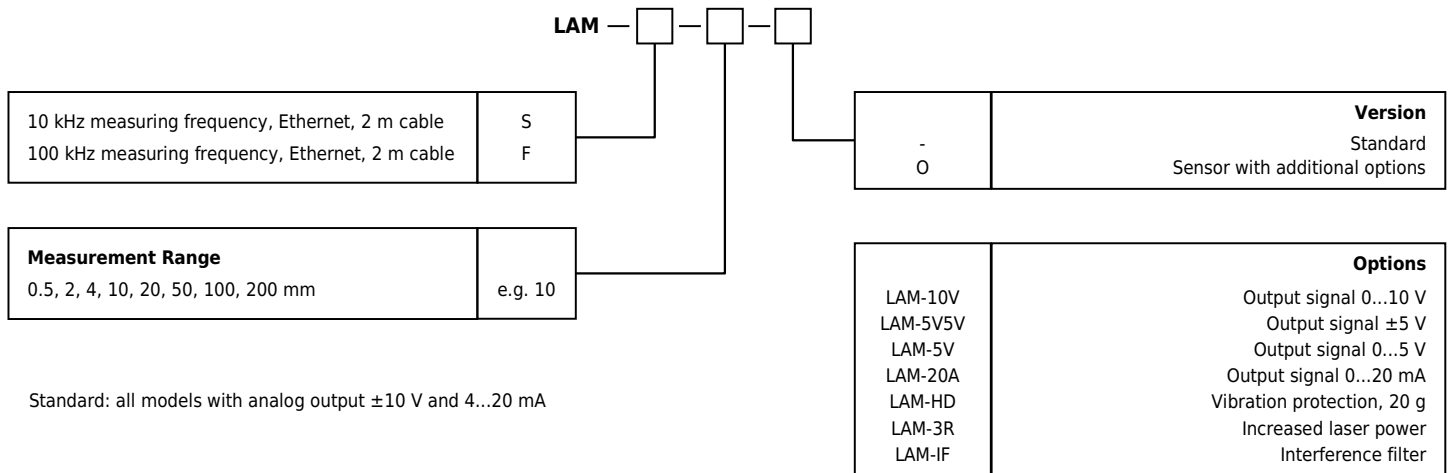 LAM
10 kHz measuring frequency, Ethernet, 2 m cable S
100 kHz measuring frequency, Ethernet, 2 m cable F
Measurement Range
0.5, 2, 4, 10, 20, 50, 100, 200 mm e.g. 10
Standard: all models with analog output ±10 V and 4...20 mA
Version
- Standard
O Sensor with additional options
Options
LAM-10V Output signal 0...10 V
LAM-5V5V Output signal ±5 V
LAM-5V Output signal 0...5 V
LAM-20A Output signal 0...20 mA
LAM-HD Vibration protection, 20 g
LAM-3R Increased laser power
LAM-IF Interference filter